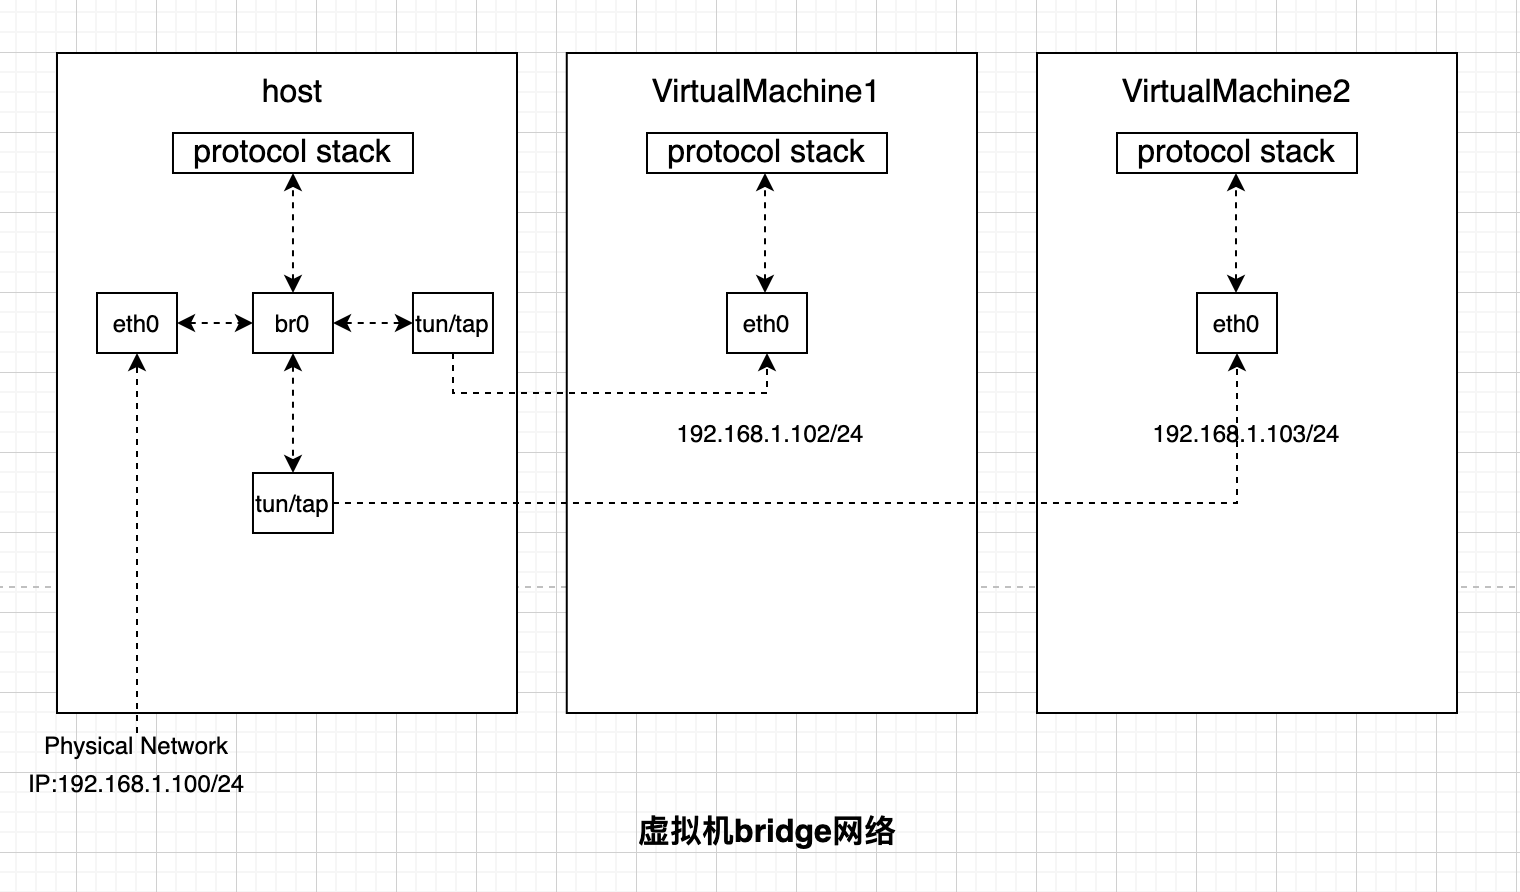 host
VirtualMachine1
VirtualMachine2
protocol stack
protocol stack
protocol stack
eth0
br0
tun/tap
eth0
eth0
192.168.1.102/24
192.168.1.103/24
tun/tap
Physical Network
IP:192.168.1.100/24
虚拟机bridge网络